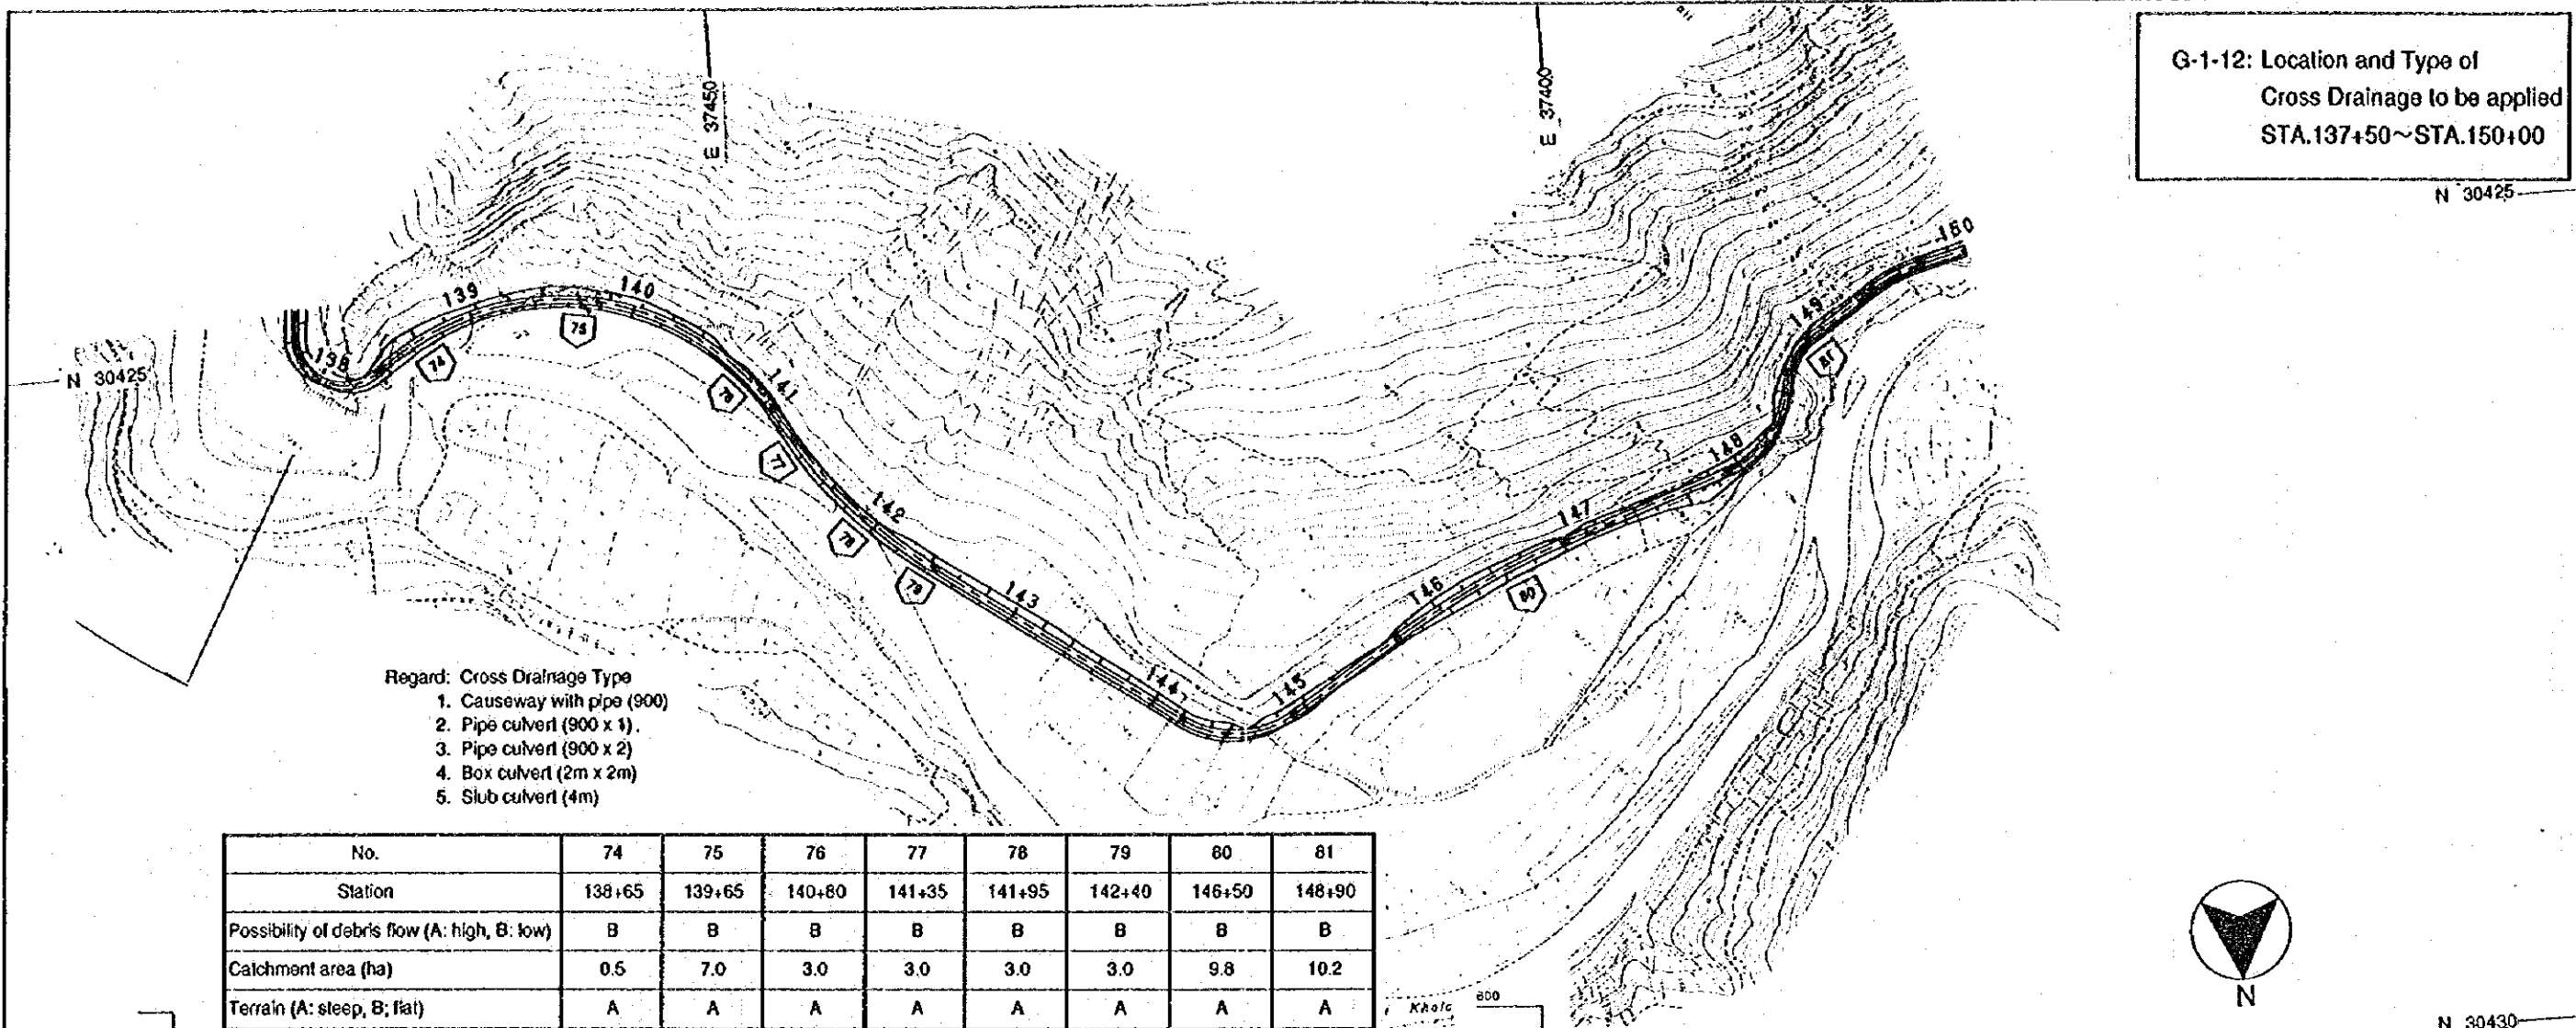 G-1-12: Location and Type of
Cross Drainage to be applied
STA.137+50~STA.150+00
N 30425
E 37450
E 37400
N 30425
138
139
140
141
142
143
144
145
146
147
148
149
150
74
75
76
77
78
79
80
81
Regard: Cross Drainage Type
1. Causeway with pipe (900)
2. Pipe culvert (900 x 1).
3. Pipe culvert (900 x 2)
4. Box culvert (2m x 2m)
5. Slub culvert (4m)
No. 74 75 76 77 78 79 80 81
Station 138+65 139+65 140+80 141+35 141+95 142+40 146+50 148+90
Possibility of debris flow (A: high, B: low) B B B B B B B B
Catchment area (ha) 0.5 7.0 3.0 3.0 3.0 3.0 9.8 10.2
Terrain (A: steep, B; flat) A A A A A A A A
800
N
N 30430